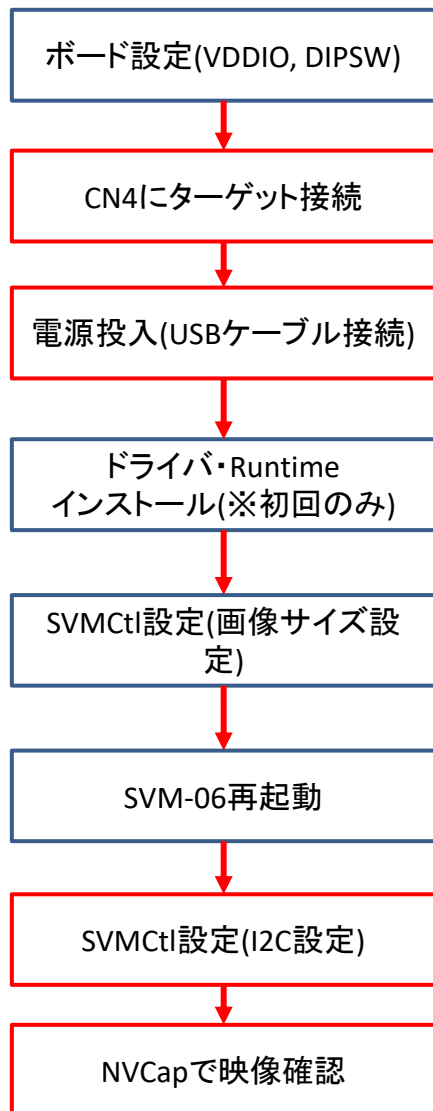 ボード設定(VDDIO, DIPSW)
CN4にターゲット接続
電源投入(USBケーブル接続)
ドライバ・Runtime
インストール(※初回のみ)
SVMCtl設定(画像サイズ設
定)
SVM-06再起動
SVMCtl設定(I2C設定)
NVCapで映像確認